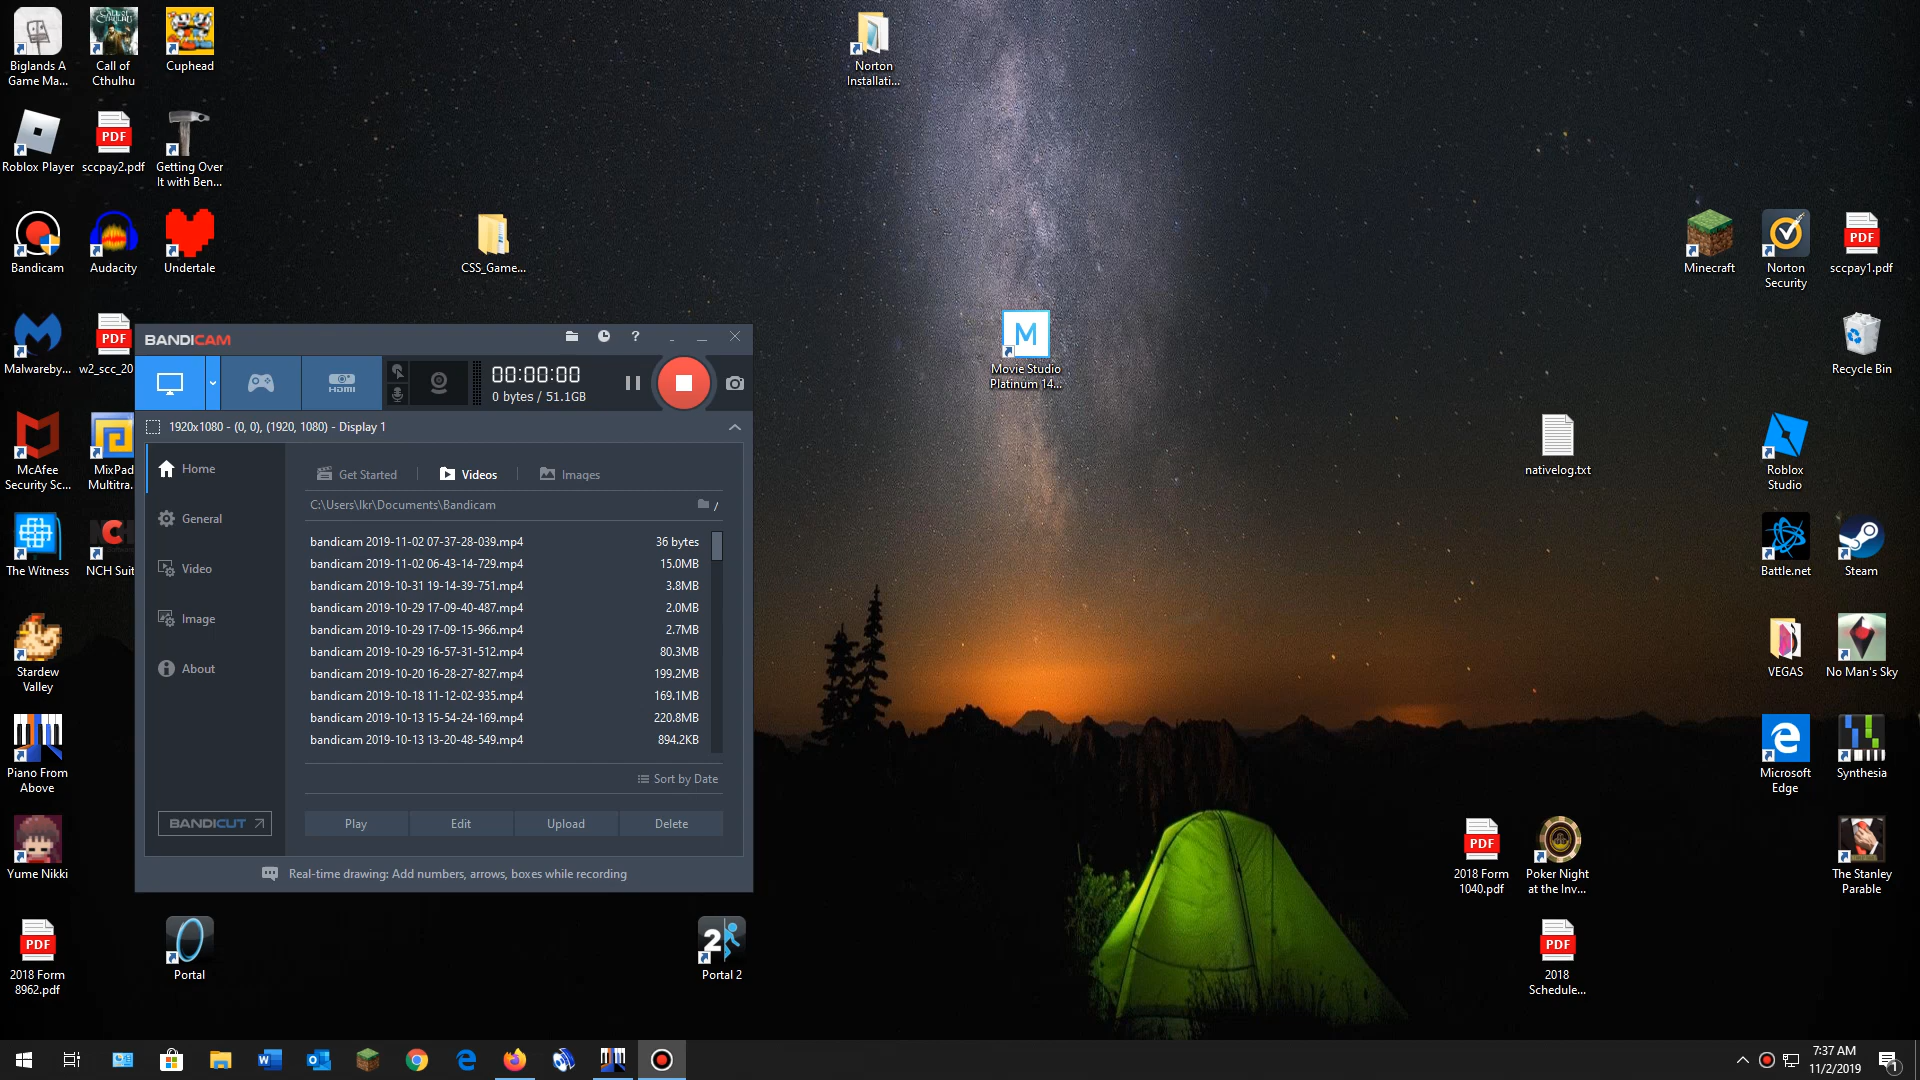 Biglands A
Game Ma...
Call of
Cthulhu
Cuphead
Norton
Installati...
Roblox Player
PDF
sccpay2.pdf
Getting Over
It with Ben...
Bandicam
Audacity
Undertale
CSS_Game...
Minecraft
Norton
Security
PDF
sccpay1.pdf
Malwareby...
PDF
w2_scc_20
M
Movie Studio
Platinum 14...
Recycle Bin
BANDICAM
?
HDMI
00:00:00
0 bytes / 51.1GB
1920x1080 - (0, 0), (1920, 1080) - Display 1
McAfee
Security Sc...
MixPad
Multitra.
nativelog.txt
Roblox
Studio
Home
General
Video
Image
About
Get Started
Videos
Images
C:\Users\lkr\Documents\Bandicam
/
bandicam 2019-11-02 07-37-28-039.mp4 36 bytes
bandicam 2019-11-02 06-43-14-729.mp4 15.0MB
bandicam 2019-10-31 19-14-39-751.mp4 3.8MB
bandicam 2019-10-29 17-09-40-487.mp4 2.0MB
bandicam 2019-10-29 17-09-15-966.mp4 2.7MB
bandicam 2019-10-29 16-57-31-512.mp4 80.3MB
bandicam 2019-10-20 16-28-27-827.mp4 199.2MB
bandicam 2019-10-18 11-12-02-935.mp4 169.1MB
bandicam 2019-10-13 15-54-24-169.mp4 220.8MB
bandicam 2019-10-13 13-20-48-549.mp4 894.2KB
Sort by Date
BANDICUT
Play
Edit
Upload
Delete
Real-time drawing: Add numbers, arrows, boxes while recording
The Witness
NCH Suit
Battle.net
Steam
Stardew
Valley
VEGAS
No Man's Sky
Piano From
Above
Microsoft
Edge
Synthesia
Yume Nikki
PDF
2018 Form
1040.pdf
Poker Night
at the Inv...
The Stanley
Parable
PDF
2018 Form
8962.pdf
Portal
2
Portal 2
PDF
2018
Schedule...
7:37 AM
11/2/2019
1